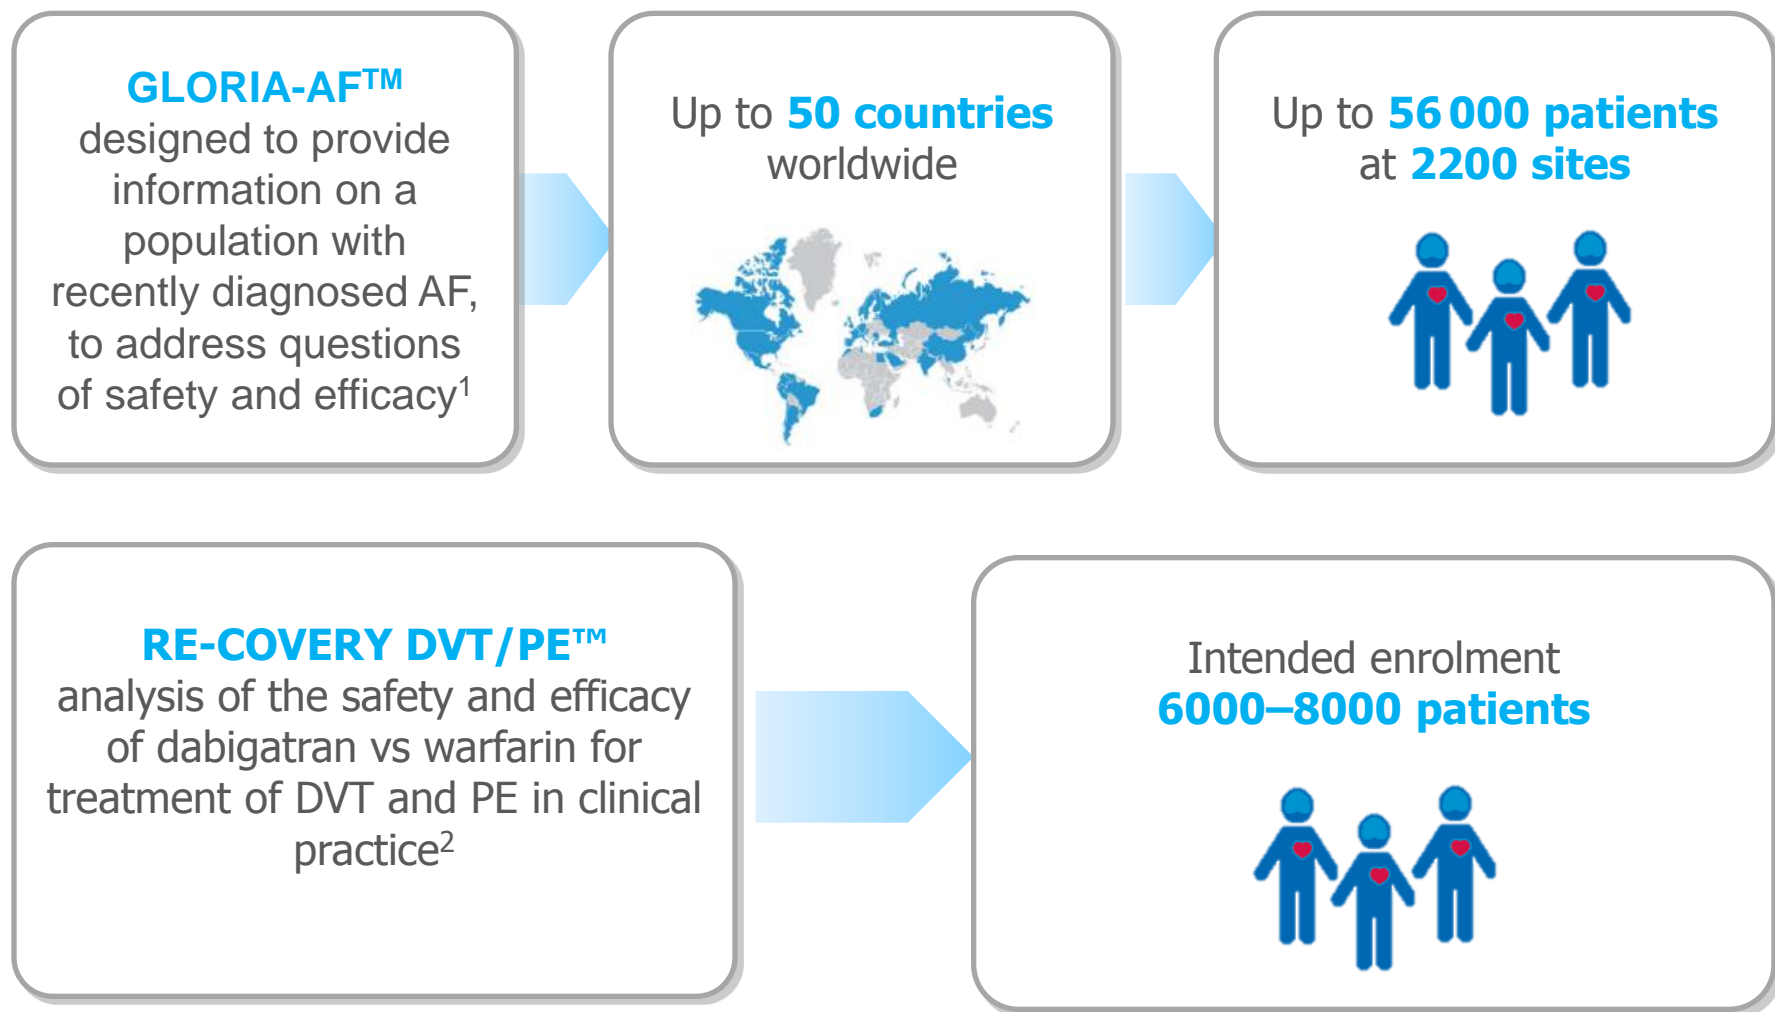 GLORIA-AF™
designed to provide
information on a
population with
recently diagnosed AF,
to address questions
of safety and efficacy¹
Up to 50 countries
worldwide
Up to 56 000 patients
at 2200 sites
RE-COVERY DVT/PE™
analysis of the safety and efficacy
of dabigatran vs warfarin for
treatment of DVT and PE in clinical
practice²
Intended enrolment
6000–8000 patients